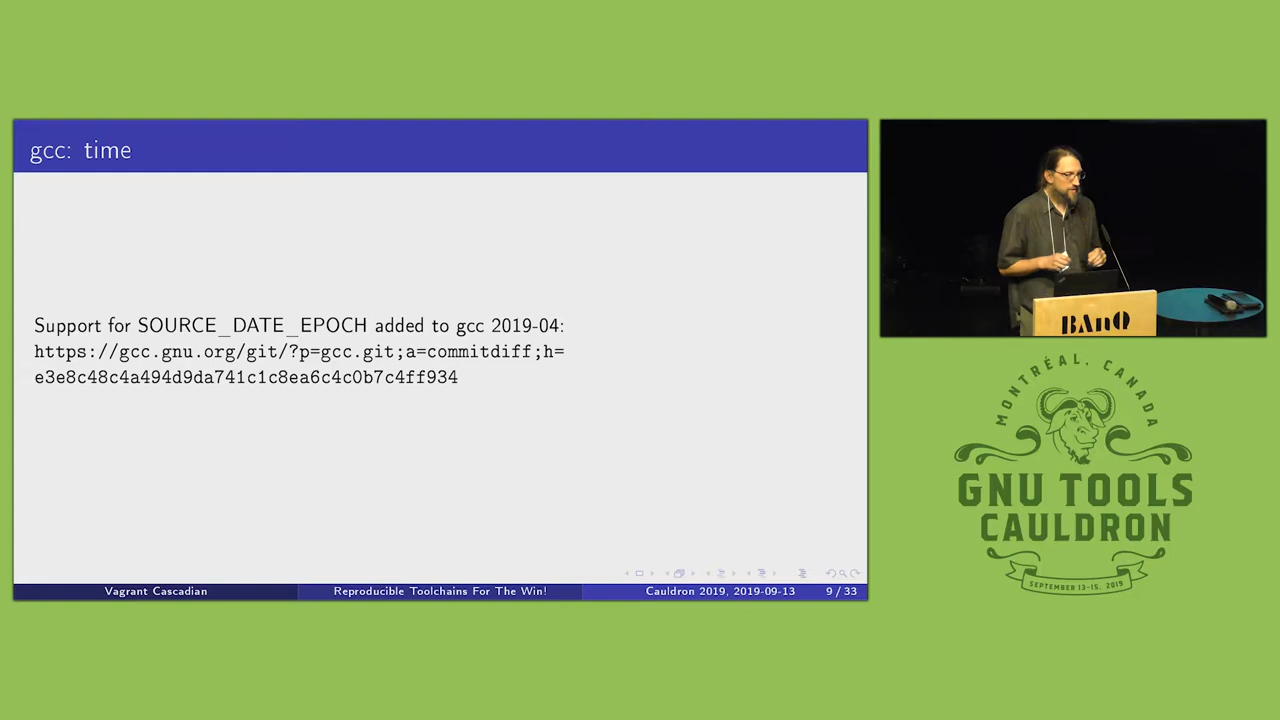 gcc: time
Support for SOURCE_DATE_EPOCH added to gcc 2019-04:
https://gcc.gnu.org/git/?p=gcc.git;a=commitdiff;h=
e3e8c48c4a494d9da741c1c8ea6c4c0b7c4ff934
Vagrant Cascadian
Reproducible Toolchains For The Win!
Cauldron 2019, 2019-09-13
9 / 33
BAnQ
MONTRÉAL, CANADA
GNU TOOLS
CAULDRON
SEPTEMBER 13-15, 2019